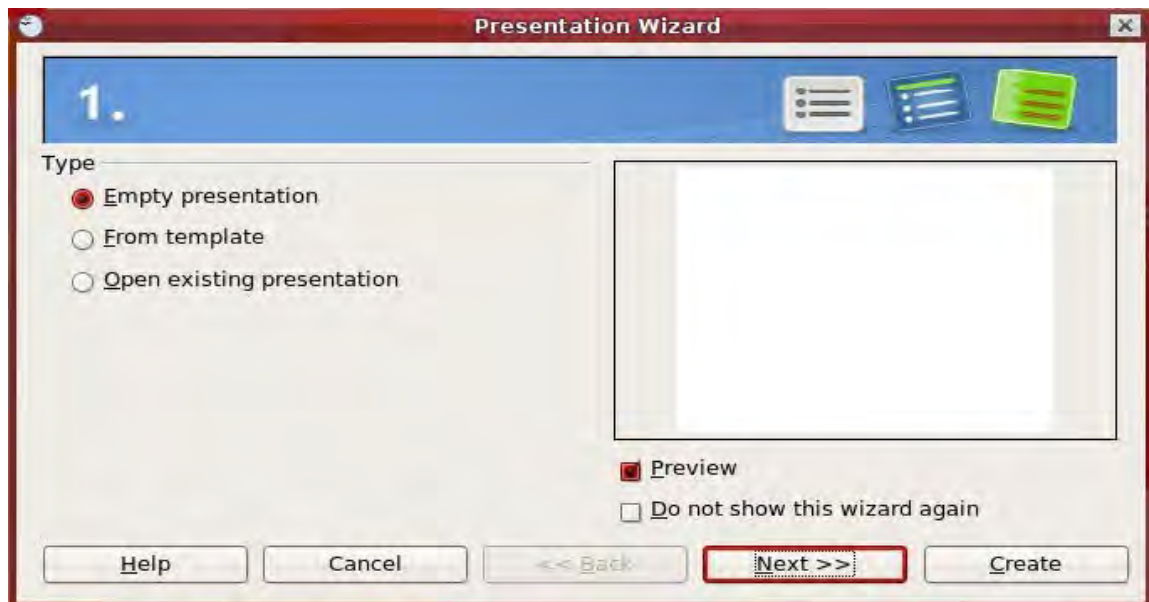 Presentation Wizard
1.
Type
Empty presentation
From template
Open existing presentation
Preview
Do not show this wizard again
Help
Cancel
<< Back
Next >>
Create